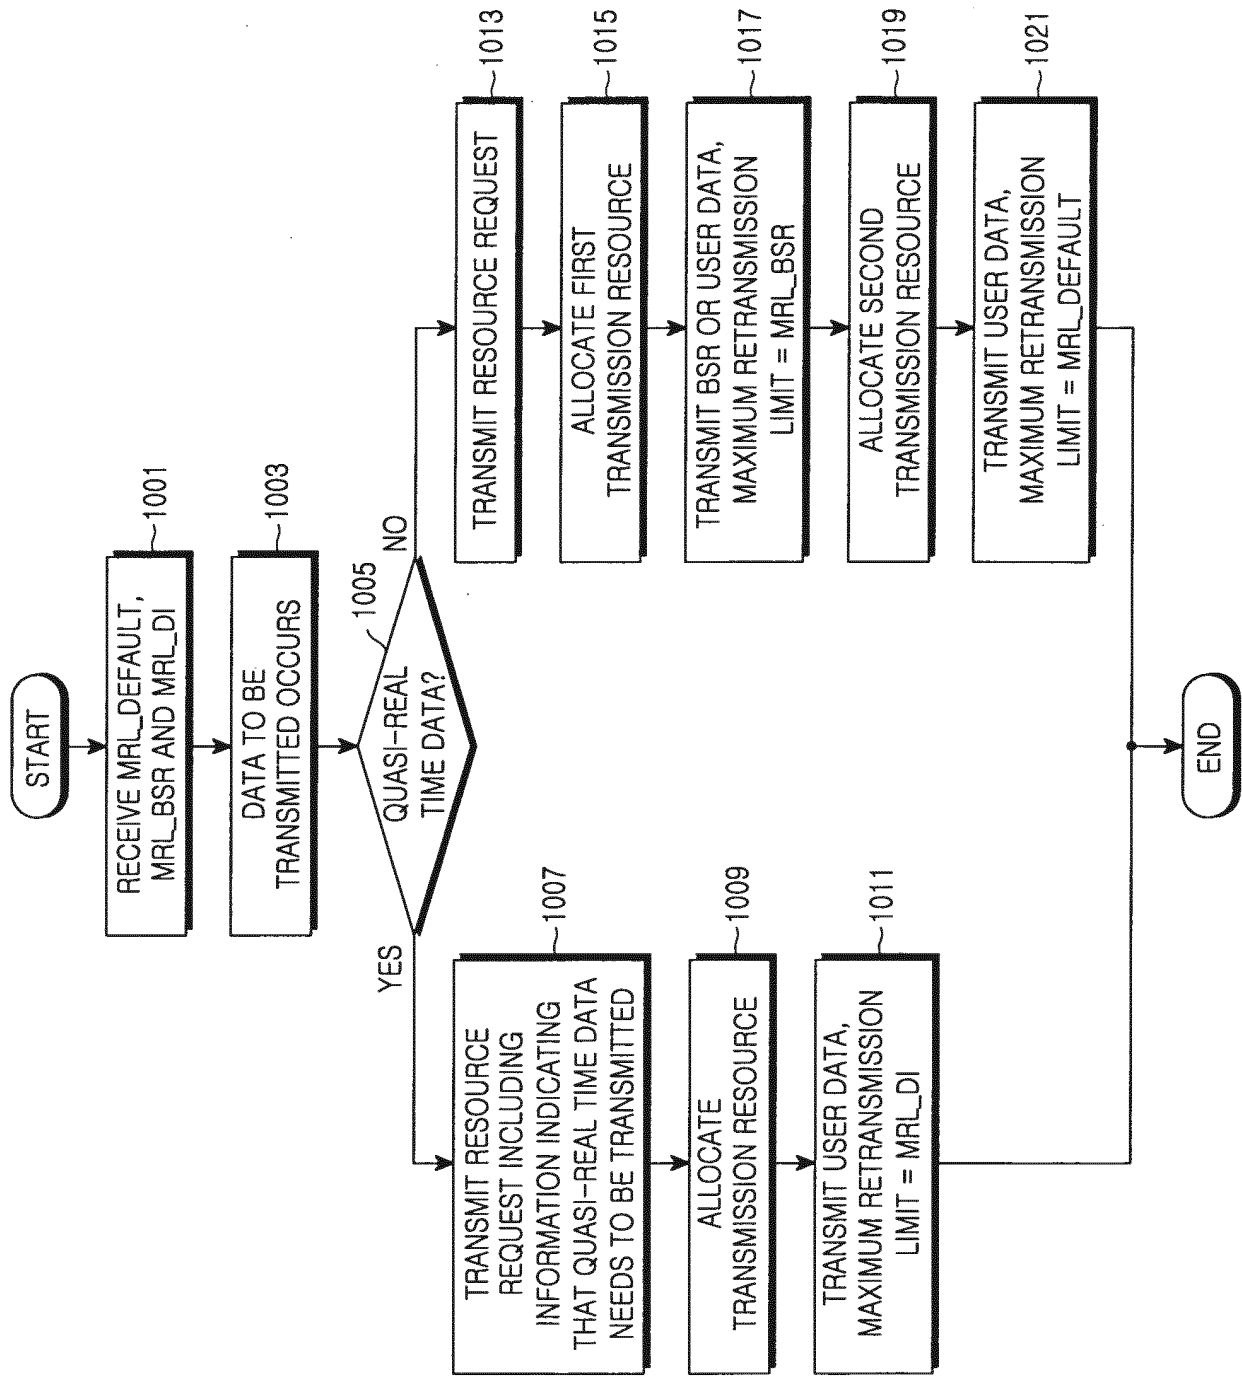 START
RECEIVE MRL_DEFAULT,
MRL_BSR AND MRL_DI
1001
DATA TO BE
TRANSMITTED OCCURS
1003
QUASI-REAL
TIME DATA?
1005
YES
NO
TRANSMIT RESOURCE
REQUEST INCLUDING
INFORMATION INDICATING
THAT QUASI-REAL TIME DATA
NEEDS TO BE TRANSMITTED
1007
ALLOCATE
TRANSMISSION RESOURCE
1009
TRANSMIT USER DATA,
MAXIMUM RETRANSMISSION
LIMIT = MRL_DI
1011
TRANSMIT RESOURCE REQUEST
1013
ALLOCATE FIRST
TRANSMISSION RESOURCE
1015
TRANSMIT BSR OR USER DATA,
MAXIMUM RETRANSMISSION
LIMIT = MRL_BSR
1017
ALLOCATE SECOND
TRANSMISSION RESOURCE
1019
TRANSMIT USER DATA,
MAXIMUM RETRANSMISSION
LIMIT = MRL_DEFAULT
1021
END